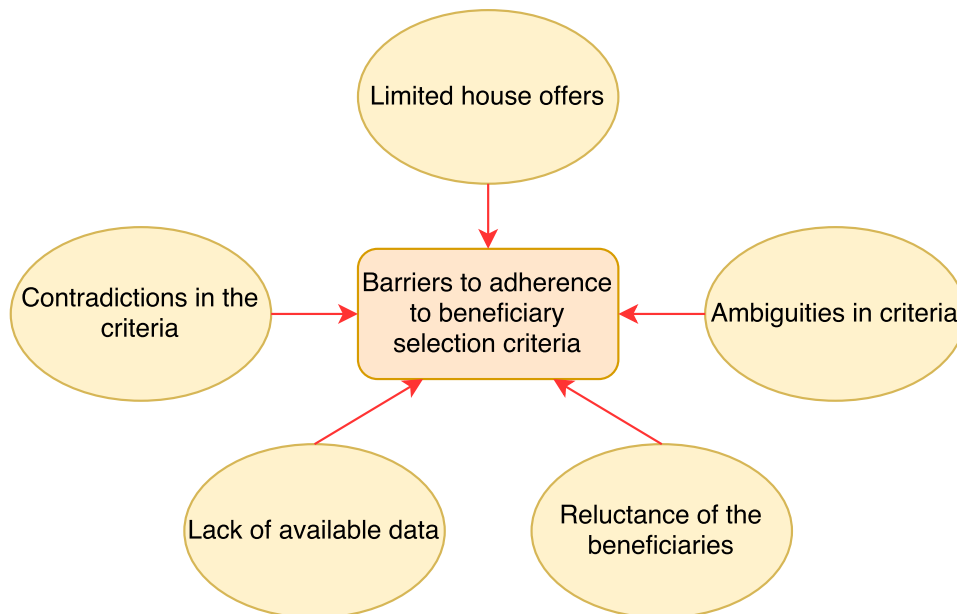 Limited house offers
Contradictions in the
criteria
Barriers to adherence
to beneficiary
selection criteria
Ambiguities in criteria
Lack of available data
Reluctance of the
beneficiaries